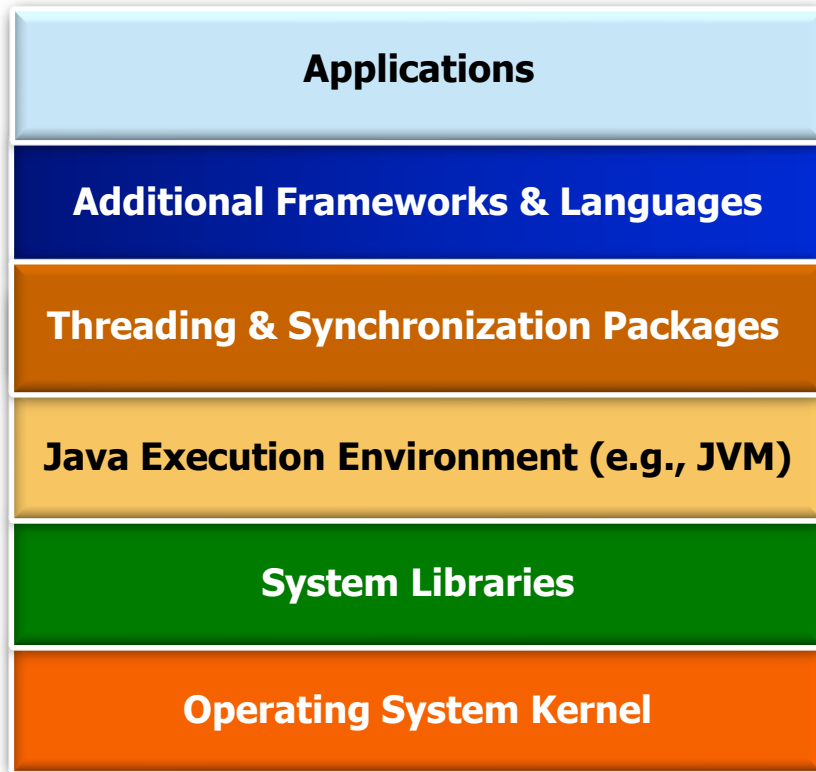 Applications
Additional Frameworks & Languages
Threading & Synchronization Packages
Java Execution Environment (e.g., JVM)
System Libraries
Operating System Kernel